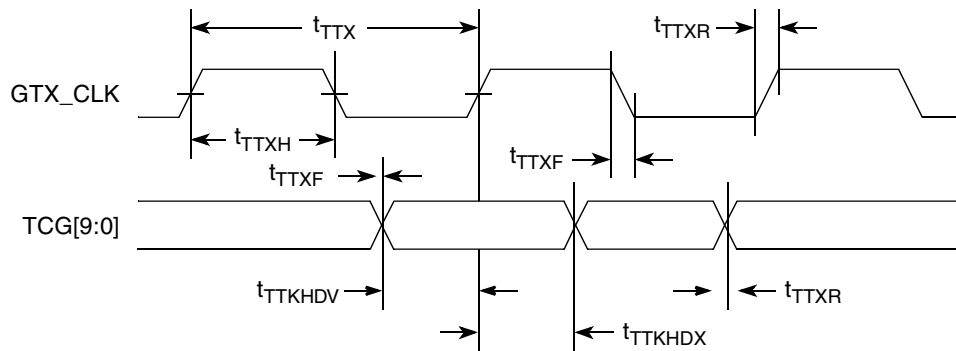 tTTX
tTTXR
GTX_CLK
tTTXH
tTTXF
tTTXF
TCG[9:0]
tTTKHDV
tTTXR
tTTKHDX